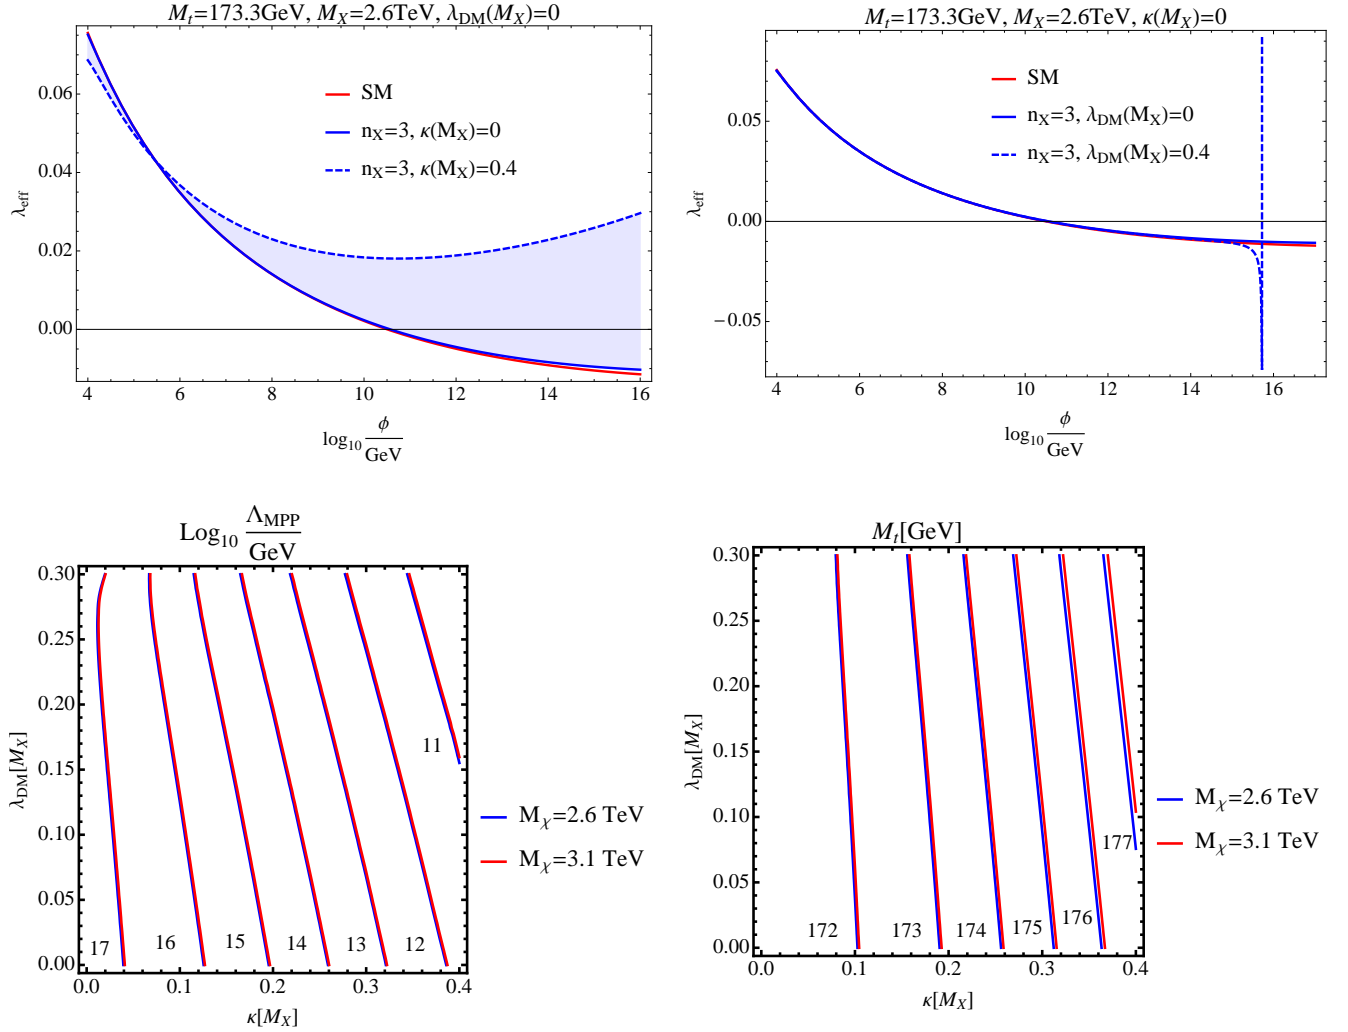 M_t=173.3GeV, M_X=2.6TeV, λ_DM(M_X)=0
0.06
0.04
0.02
0.00
λ_eff
SM
n_X=3, κ(M_X)=0
n_X=3, κ(M_X)=0.4
4 6 8 10 12 14 16
log_10 φ/GeV
M_t=173.3GeV, M_X=2.6TeV, κ(M_X)=0
0.05
0.00
−0.05
λ_eff
SM
n_X=3, λ_DM(M_X)=0
n_X=3, λ_DM(M_X)=0.4
4 6 8 10 12 14 16
log_10 φ/GeV
Log_10 Λ_MPP/GeV
0.30
0.25
0.20
0.15
0.10
0.05
0.00
λ_DM[M_X]
11
17 16 15 14 13 12
0.0 0.1 0.2 0.3 0.4
κ[M_X]
M_χ=2.6 TeV
M_χ=3.1 TeV
M_t[GeV]
0.30
0.25
0.20
0.15
0.10
0.05
0.00
λ_DM[M_X]
177
172 173 174 175 176
0.0 0.1 0.2 0.3 0.4
κ[M_X]
M_χ=2.6 TeV
M_χ=3.1 TeV